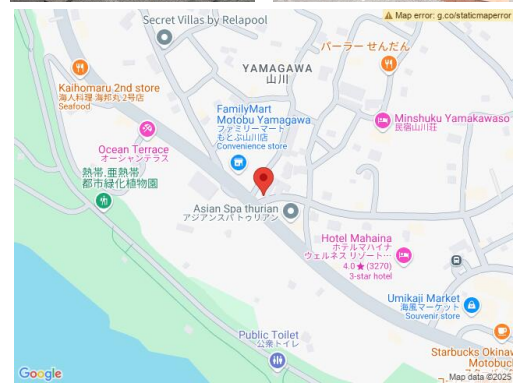 Map error: g.co/staticmaperror
Secret Villas by Relapool
パーラー せんだん
YAMAGAWA
山川
Kaihomaru 2nd store
海人料理 海邦丸 2号店
Seafood
FamilyMart
Motobu Yamagawa
ファミリーマート
もとぶ山川店
Convenience store
Minshuku Yamakawaso
民宿山川荘
Ocean Terrace
オーシャンテラス
熱帯.亜熱帯
都市緑化植物園
Asian Spa thurian
アジアンスパ トゥリアン
Hotel Mahaina
ホテルマハイナ
ウェルネス リゾート…
4.0★(3270)
3-star hotel
Umikaji Market
海風マーケット
Souvenir store
Public Toilet
公衆トイレ
Starbucks Okinaw
Motobuc
Google
Map data ©2025